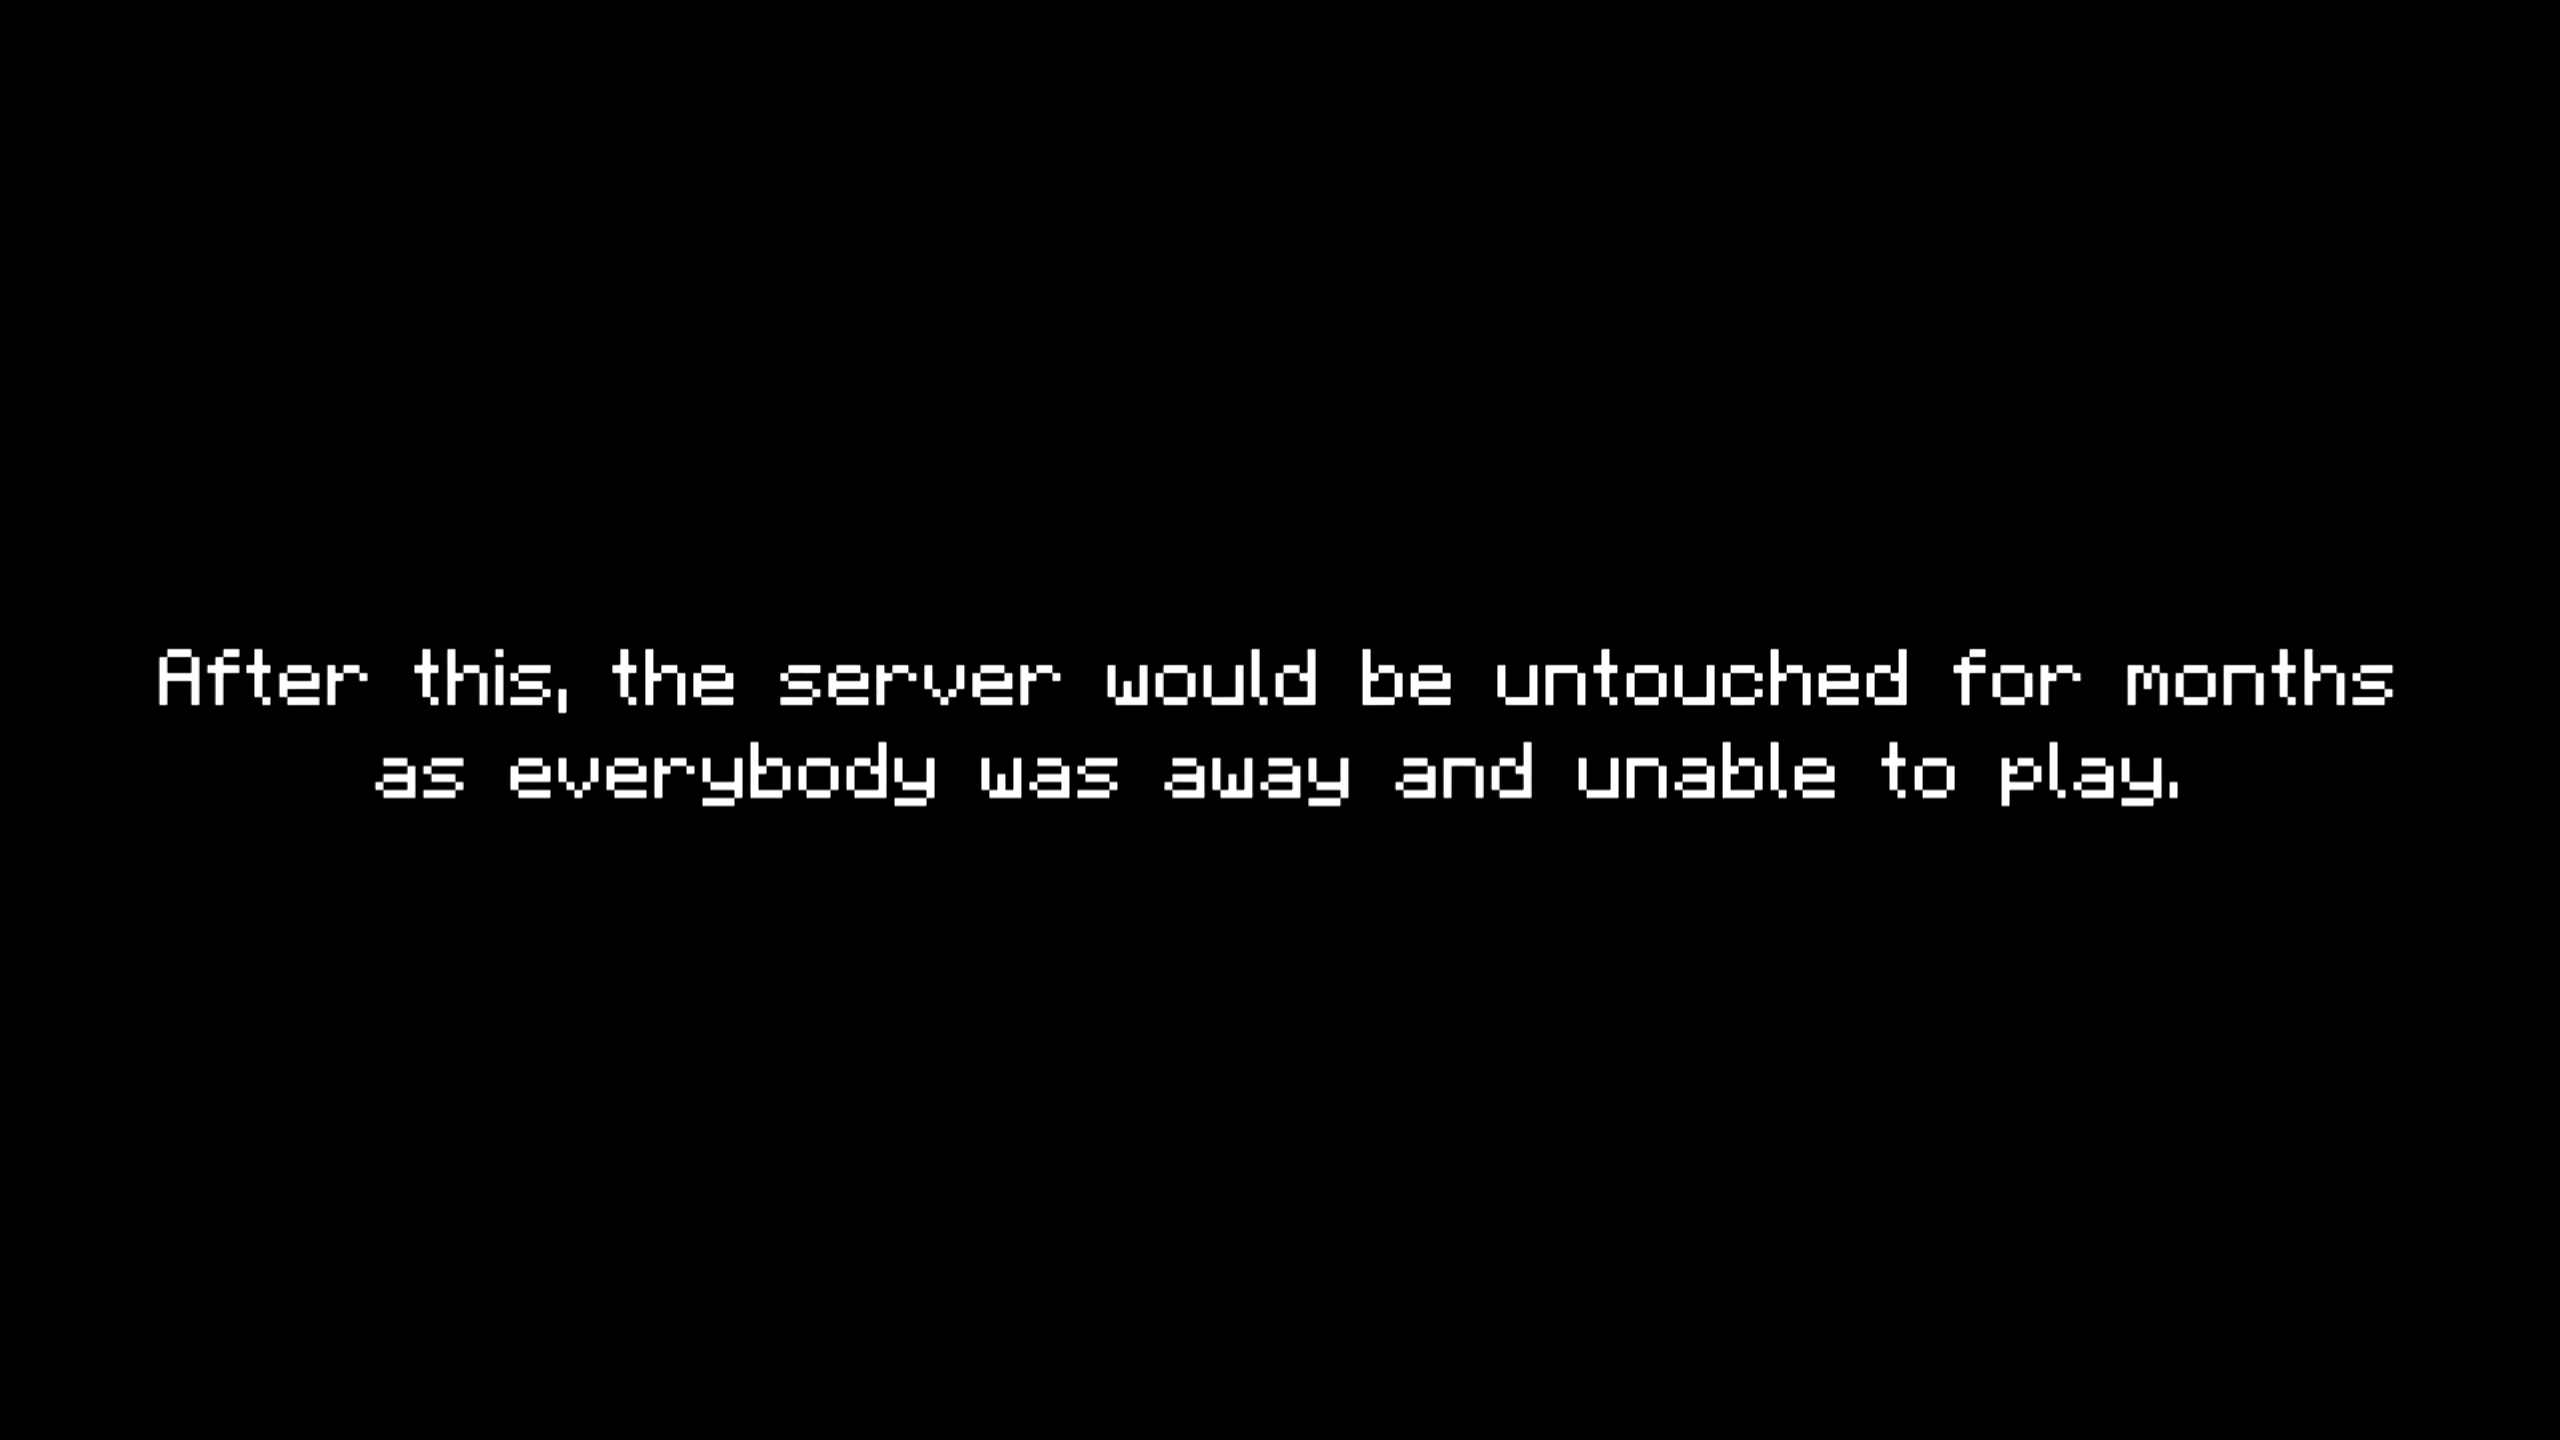 After this, the server would be untouched for months
as everybody was away and unable to play.